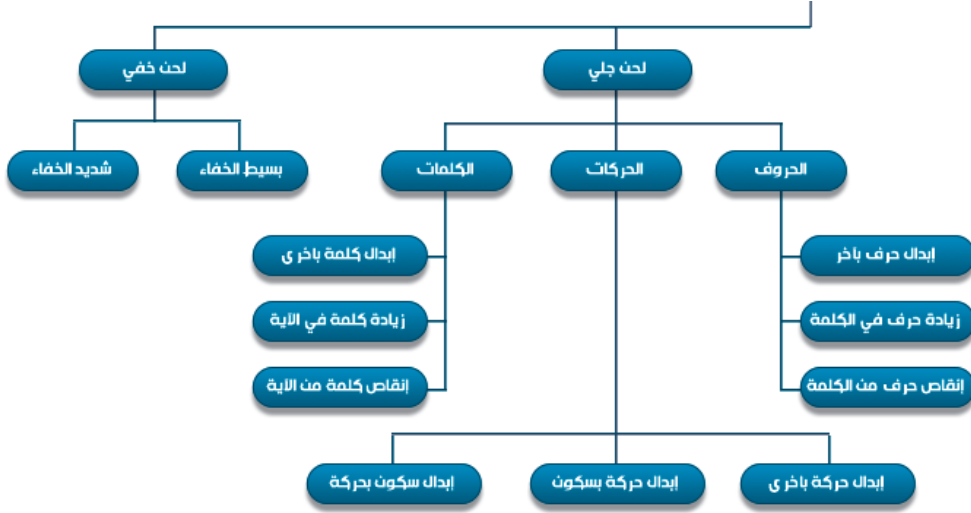 لحن جلي
لحن خفي
الحروف
الحركات
الكلمات
بسيط الخفاء
شديد الخفاء
إبدال حرف بآخر
إبدال كلمة باخرى
زيادة حرف في الكلمة
زيادة كلمة في الآية
إنقاص حرف من الكلمة
إنقاص كلمة من الآية
إبدال حركة باخرى
إبدال حركة بسكون
إبدال سكون بحركة